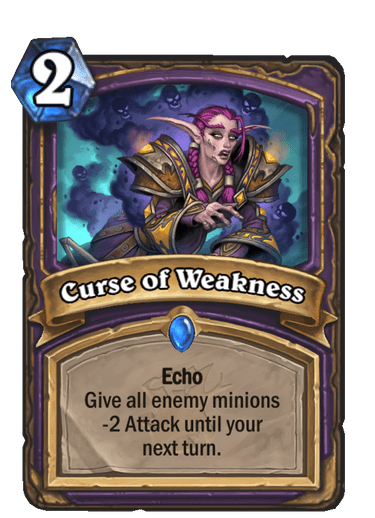 2
Curse of Weakness
Echo
Give all enemy minions
-2 Attack until your
next turn.